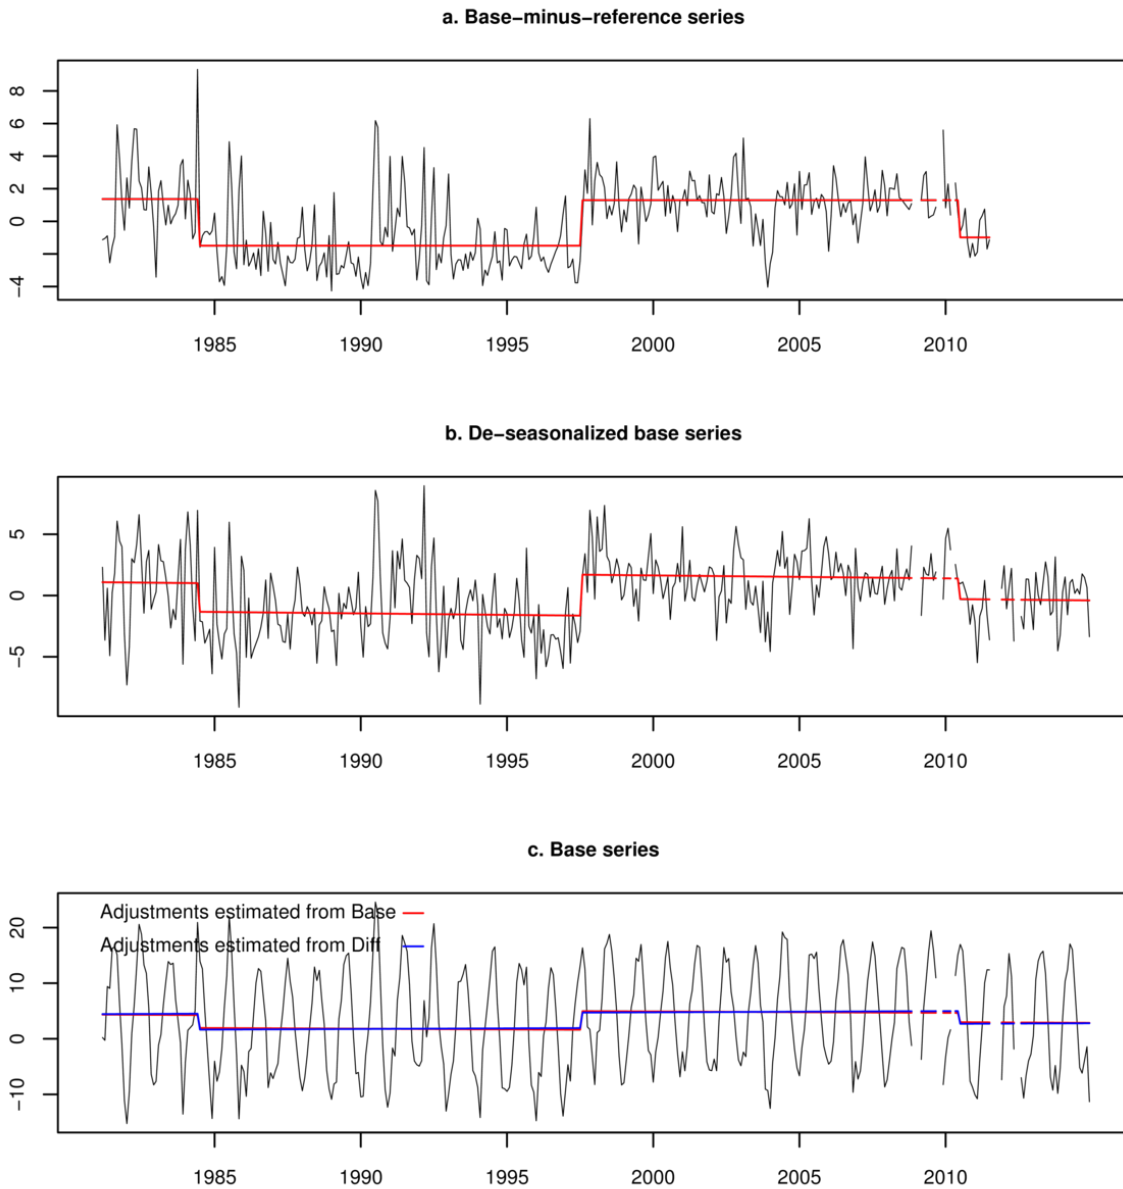 a. Base−minus−reference series
8
6
4
2
0
−4
1985 1990 1995 2000 2005 2010
b. De−seasonalized base series
5
0
−5
1985 1990 1995 2000 2005 2010
c. Base series
20
10
0
−10
Adjustments estimated from Base
Adjustments estimated from Diff
1985 1990 1995 2000 2005 2010